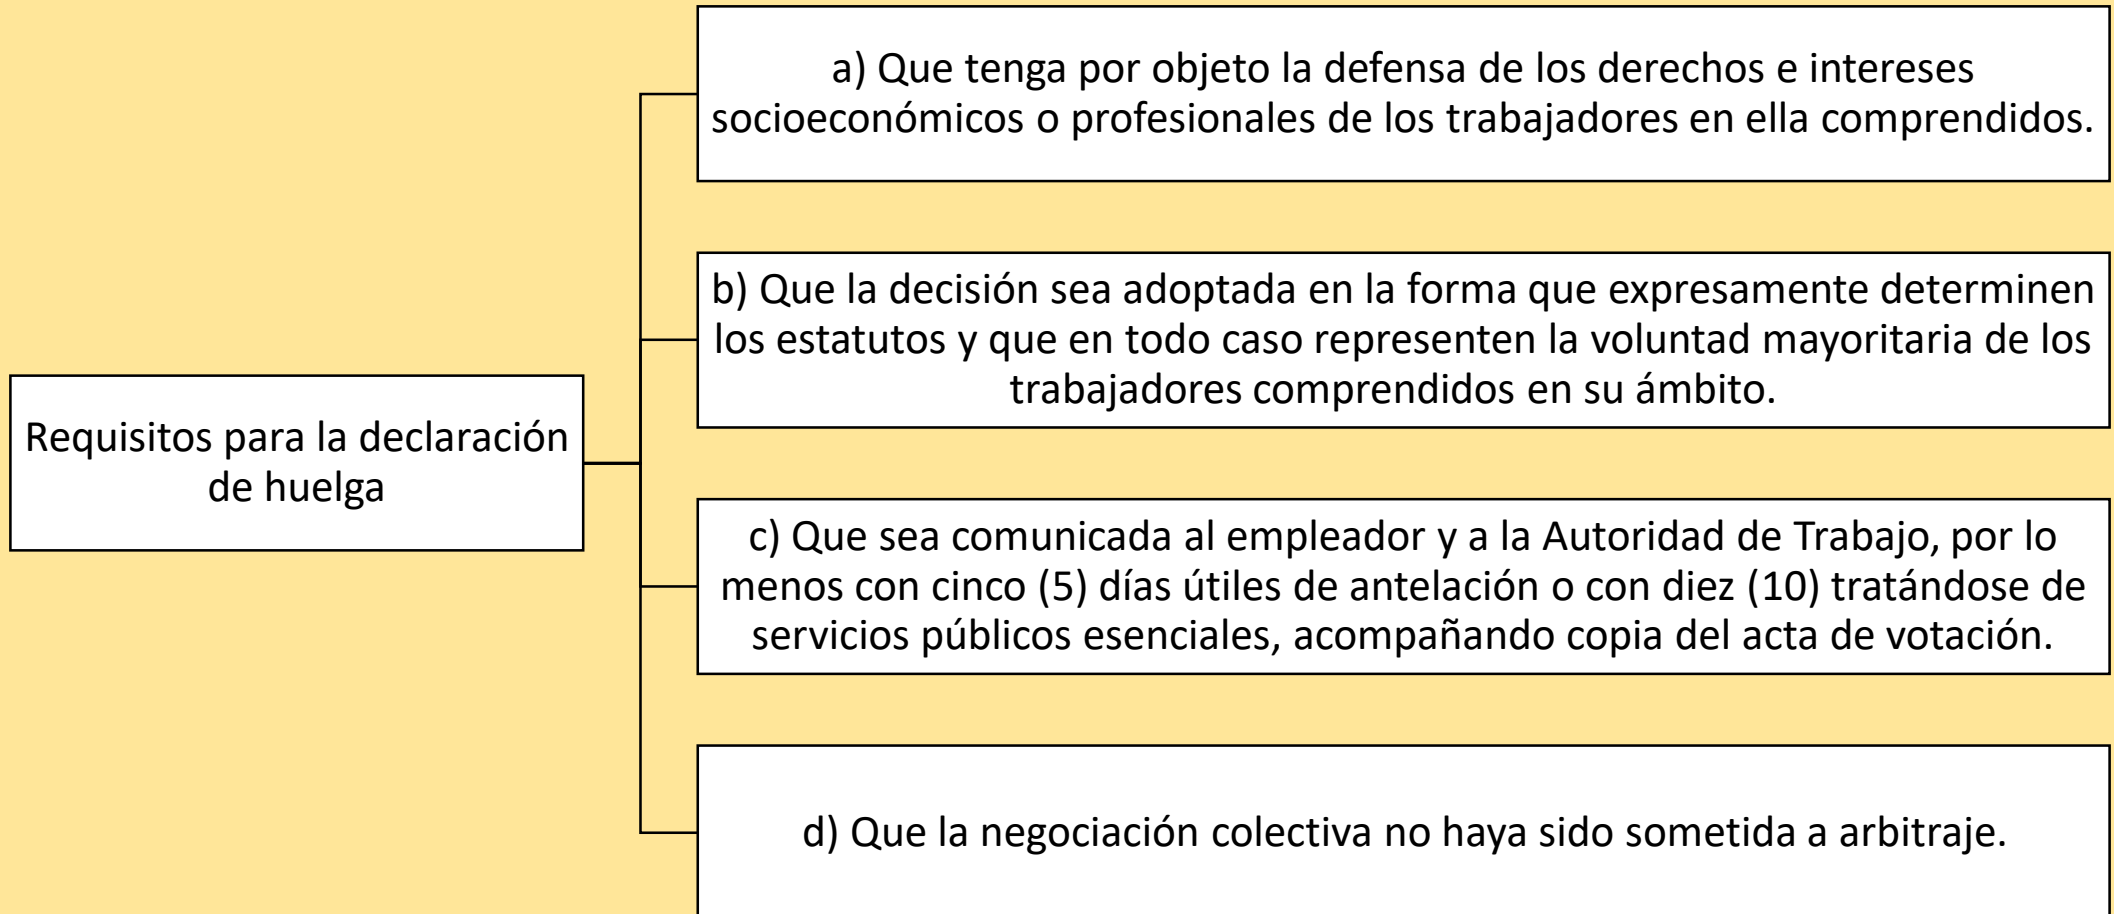 a) Que tenga por objeto la defensa de los derechos e intereses
socioeconómicos o profesionales de los trabajadores en ella comprendidos.
b) Que la decisión sea adoptada en la forma que expresamente determinen
los estatutos y que en todo caso representen la voluntad mayoritaria de los
trabajadores comprendidos en su ámbito.
Requisitos para la declaración
de huelga
c) Que sea comunicada al empleador y a la Autoridad de Trabajo, por lo
menos con cinco (5) días útiles de antelación o con diez (10) tratándose de
servicios públicos esenciales, acompañando copia del acta de votación.
d) Que la negociación colectiva no haya sido sometida a arbitraje.